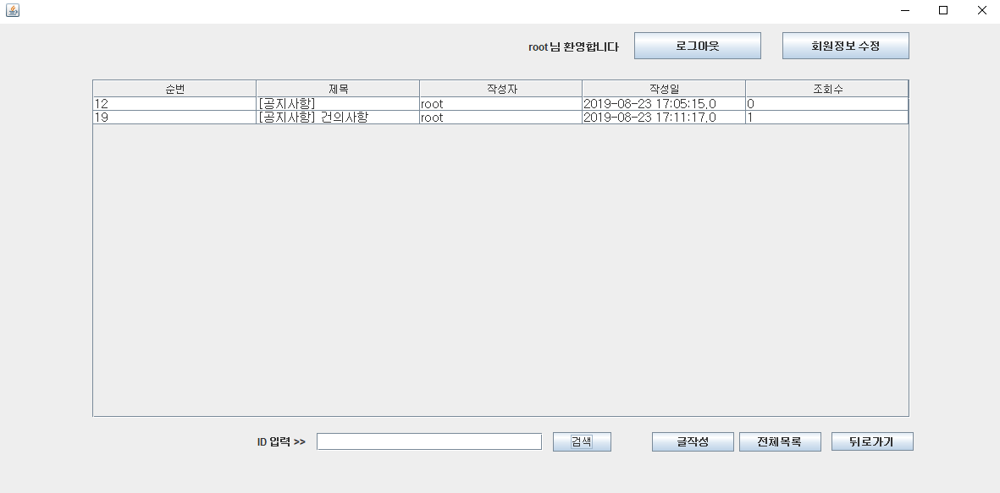 root님 환영합니다 로그아웃 회원정보 수정
순번 제목 작성자 작성일 조회수
12 [공지사항] root 2019-08-23 17:05:15.0 0
19 [공지사항] 건의사항 root 2019-08-23 17:11:17.0 1
ID 입력 >> 검색 글작성 전체목록 뒤로가기